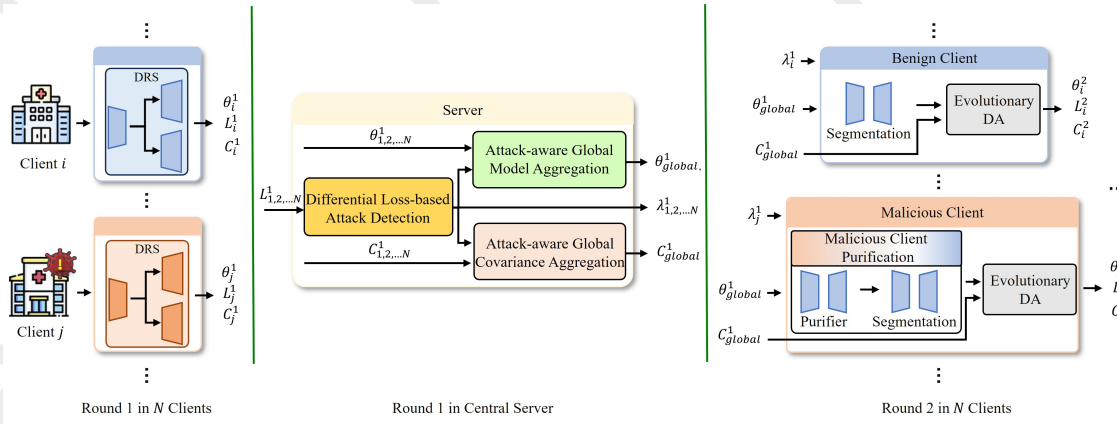 DRS
Client i
θ_i^1
L_i^1
C_i^1
DRS
Client j
θ_j^1
L_j^1
C_j^1
Round 1 in N Clients
Server
θ_{1,2,...N}^1
Attack-aware Global
Model Aggregation
θ_{global.}^1
L_{1,2,...N}^1
Differential Loss-based
Attack Detection
λ_{1,2,...N}^1
C_{1,2,...N}^1
Attack-aware Global
Covariance Aggregation
C_{global}^1
Round 1 in Central Server
λ_i^1
Benign Client
θ_{global}^1
Segmentation
Evolutionary
DA
C_{global}^1
θ_i^2
L_i^2
C_i^2
λ_j^1
Malicious Client
Malicious Client
Purification
θ_{global}^1
Purifier
Segmentation
Evolutionary
DA
C_{global}^1
Round 2 in N Clients